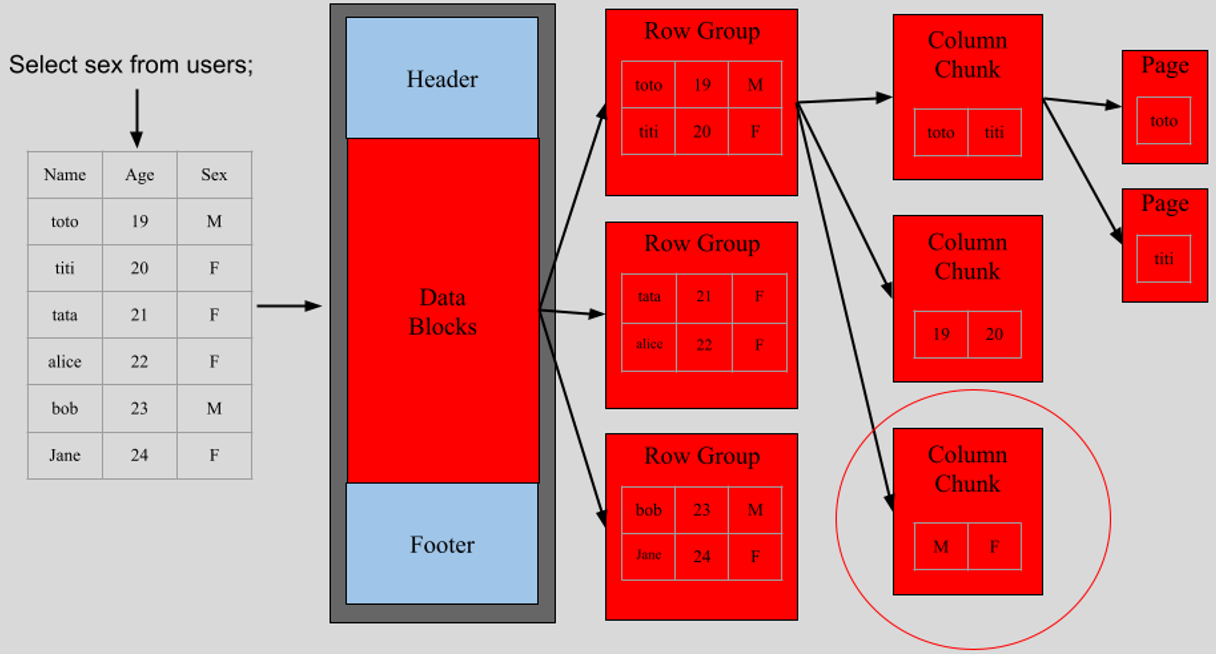 Select sex from users;
Name Age Sex
toto 19 M
titi 20 F
tata 21 F
alice 22 F
bob 23 M
Jane 24 F
Header
Data
Blocks
Footer
Row Group
toto 19 M
titi 20 F
Row Group
tata 21 F
alice 22 F
Row Group
bob 23 M
Jane 24 F
Column
Chunk
toto titi
Column
Chunk
19 20
Column
Chunk
M F
Page
toto
Page
titi